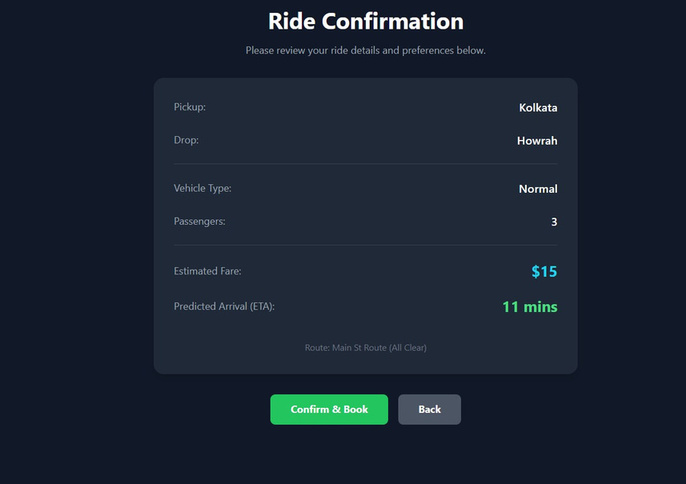 Ride Confirmation
Please review your ride details and preferences below.
Pickup: Kolkata
Drop: Howrah
Vehicle Type: Normal
Passengers: 3
Estimated Fare: $15
Predicted Arrival (ETA): 11 mins
Route: Main St Route (All Clear)
Confirm & Book Back